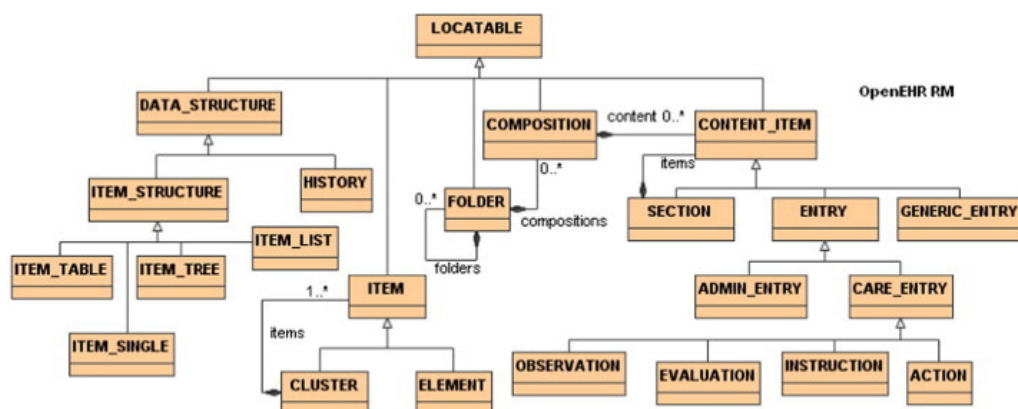 LOCATABLE
OpenEHR RM
DATA_STRUCTURE
COMPOSITION
content 0..*
CONTENT_ITEM
items
0..*
ITEM_STRUCTURE
HISTORY
0..*
FOLDER
compositions
SECTION
ENTRY
GENERIC_ENTRY
ITEM_LIST
ITEM_TABLE
ITEM_TREE
folders
1..*
ITEM
ADMIN_ENTRY
CARE_ENTRY
items
ITEM_SINGLE
CLUSTER
ELEMENT
OBSERVATION
EVALUATION
INSTRUCTION
ACTION